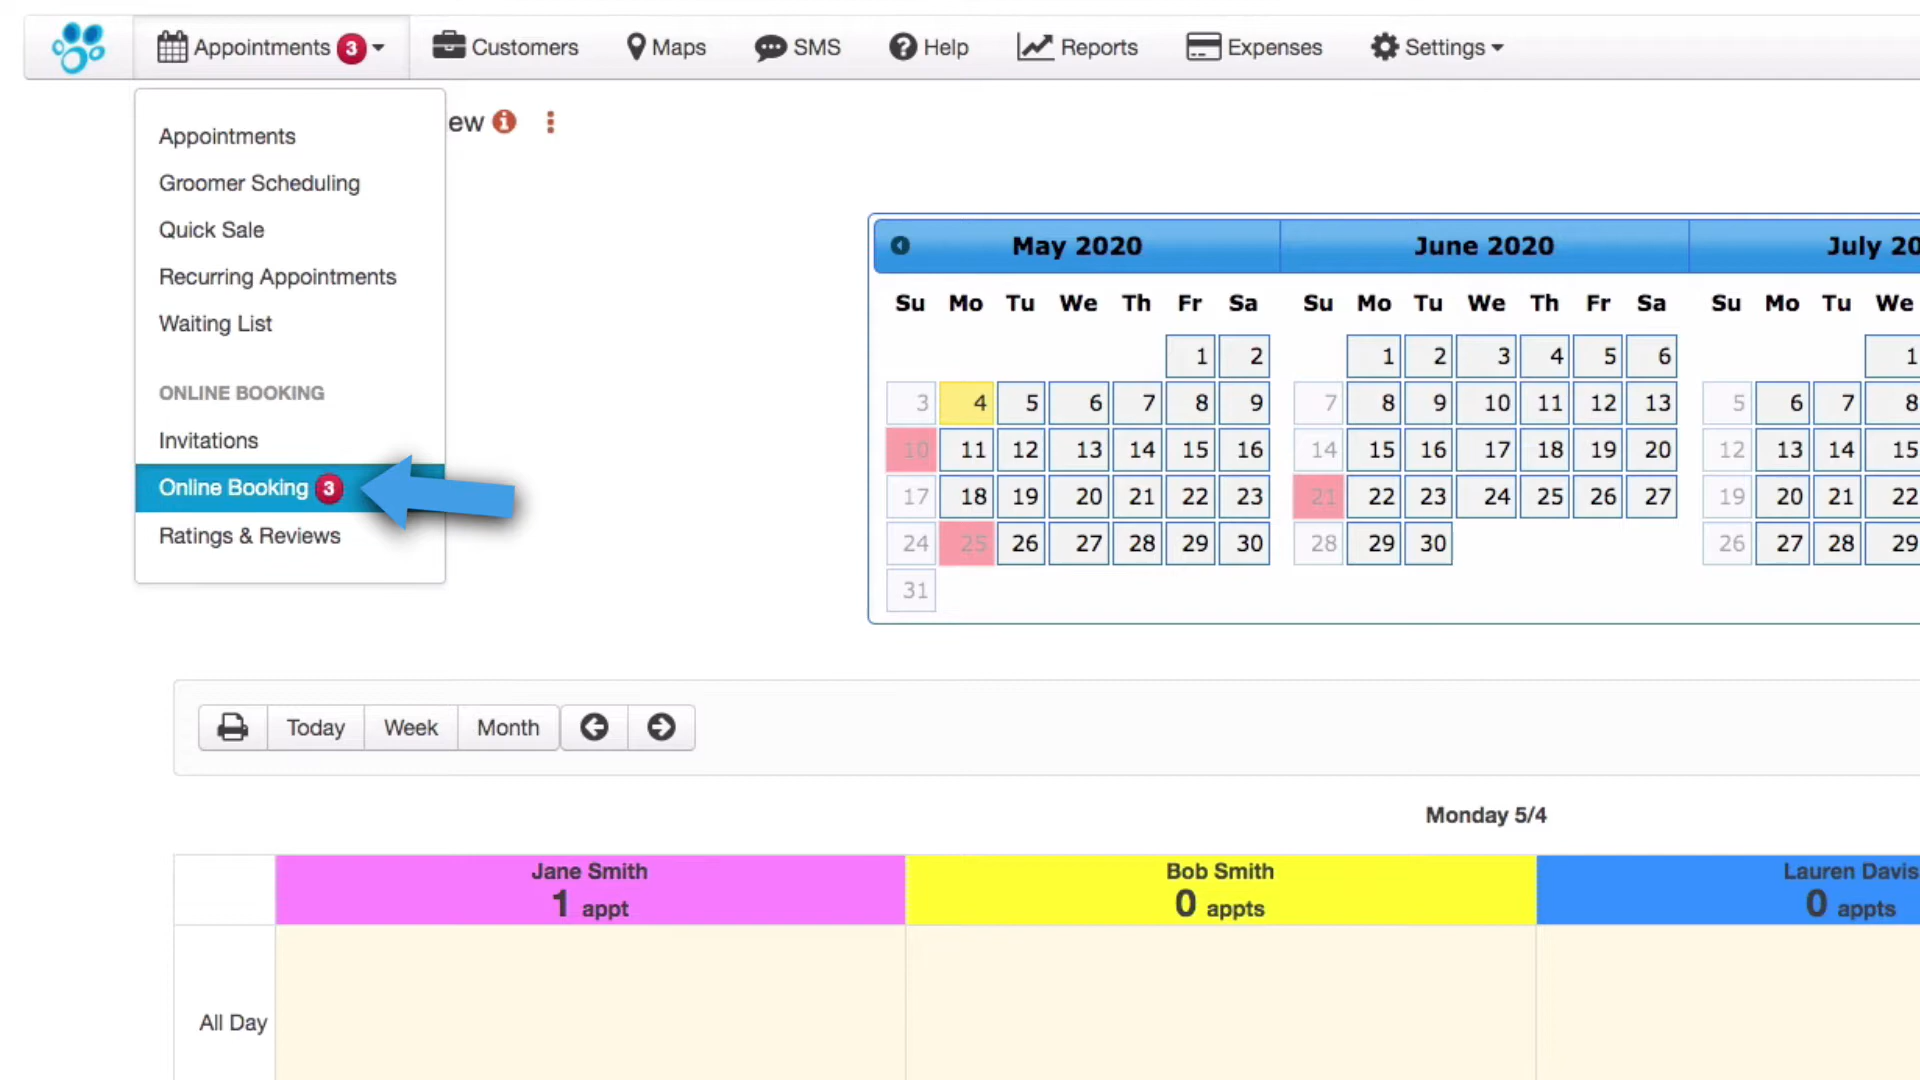 Appointments 3
Customers
Maps
SMS
Help
Reports
Expenses
Settings
Appointments
Groomer Scheduling
Quick Sale
Recurring Appointments
Waiting List
ONLINE BOOKING
Invitations
Online Booking 3
Ratings & Reviews
ew
May 2020
Su Mo Tu We Th Fr Sa
1 2
3 4 5 6 7 8 9
10 11 12 13 14 15 16
17 18 19 20 21 22 23
24 25 26 27 28 29 30
31
June 2020
Su Mo Tu We Th Fr Sa
1 2 3 4 5 6
7 8 9 10 11 12 13
14 15 16 17 18 19 20
21 22 23 24 25 26 27
28 29 30
July 20
Su Mo Tu We
1
5 6 7 8
12 13 14 15
19 20 21 22
26 27 28 29
Today Week Month
Monday 5/4
Jane Smith
1 appt
Bob Smith
0 appts
Lauren Davis
0 appts
All Day